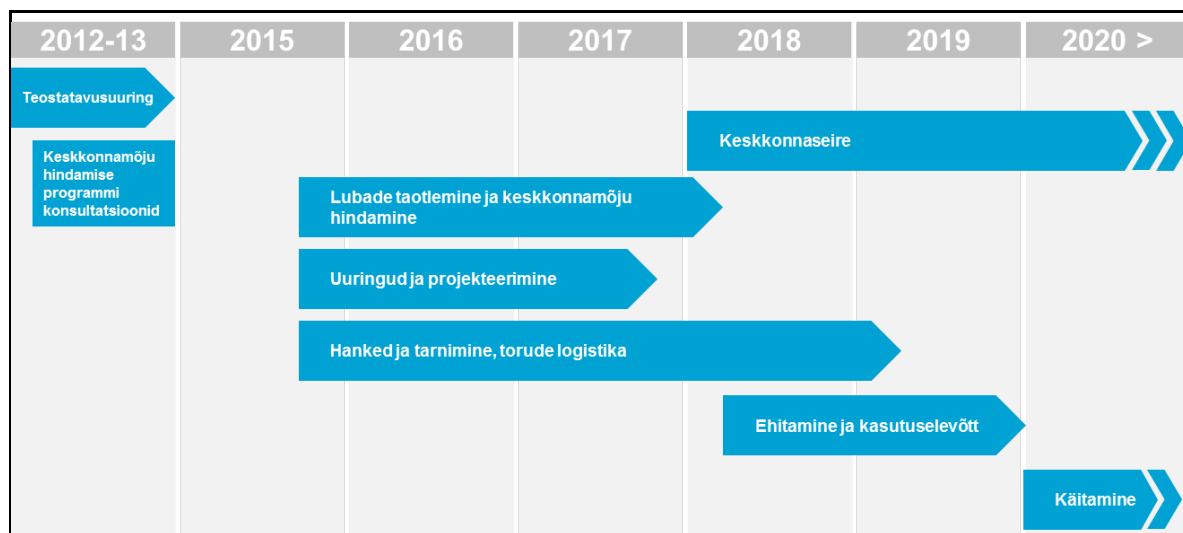 2012-13 2015 2016 2017 2018 2019 2020 >
Teostatavusuuring
Keskkonnamõju
hindamise
programmi
konsultatsioonid
Keskkonnaseire
Lubade taotlemine ja keskkonnamõju
hindamine
Uuringud ja projekteerimine
Hanked ja tarnimine, torude logistika
Ehitamine ja kasutuselevõtt
Käitamine